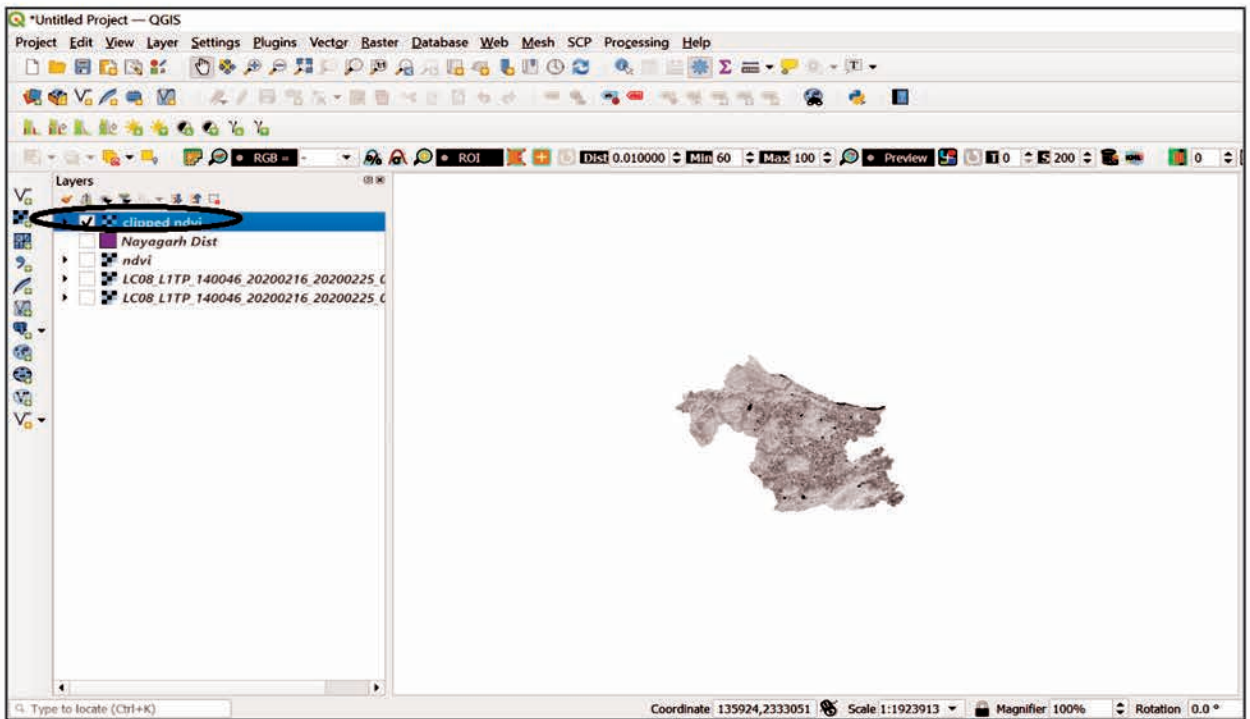 *Untitled Project — QGIS
Project Edit View Layer Settings Plugins Vector Raster Database Web Mesh SCP Processing Help
RGB = - ROI Dist 0.010000 Min 60 Max 100 Preview T 0 S 200 0
Layers
clipped ndvi
Nayagarh Dist
ndvi
LC08_L1TP_140046_20200216_20200225_0
LC08_L1TP_140046_20200216_20200225_0
Type to locate (Ctrl+K) Coordinate 135924,2333051 Scale 1:1923913 Magnifier 100% Rotation 0.0 °